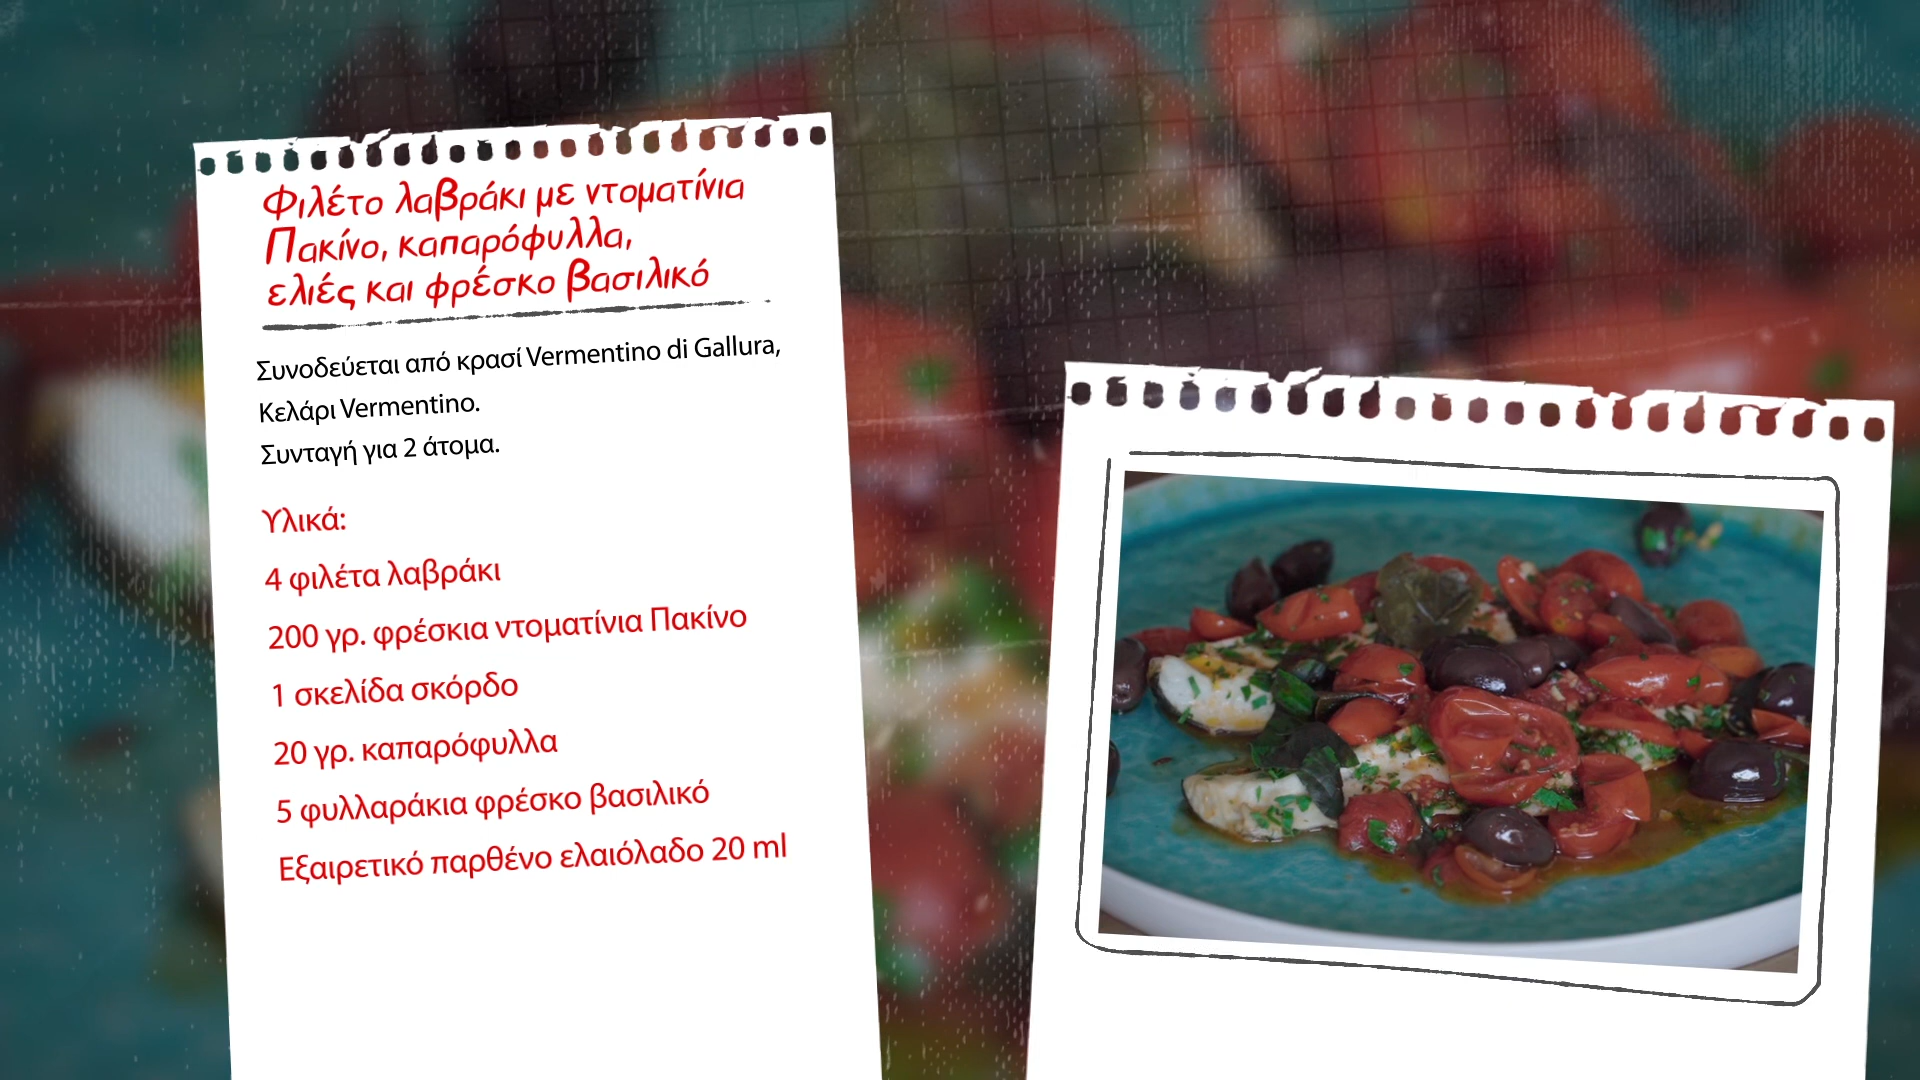 Φιλέτο λαβράκι με ντοματίνια
Πακίνο, καπαρόφυλλα,
ελιές και φρέσκο βασιλικό
Συνοδεύεται από κρασί Vermentino di Gallura,
Κελάρι Vermentino.
Συνταγή για 2 άτομα.
Υλικά:
4 φιλέτα λαβράκι
200 γρ. φρέσκια ντοματίνια Πακίνο
1 σκελίδα σκόρδο
20 γρ. καπαρόφυλλα
5 φυλλαράκια φρέσκο βασιλικό
Εξαιρετικό παρθένο ελαιόλαδο 20 ml